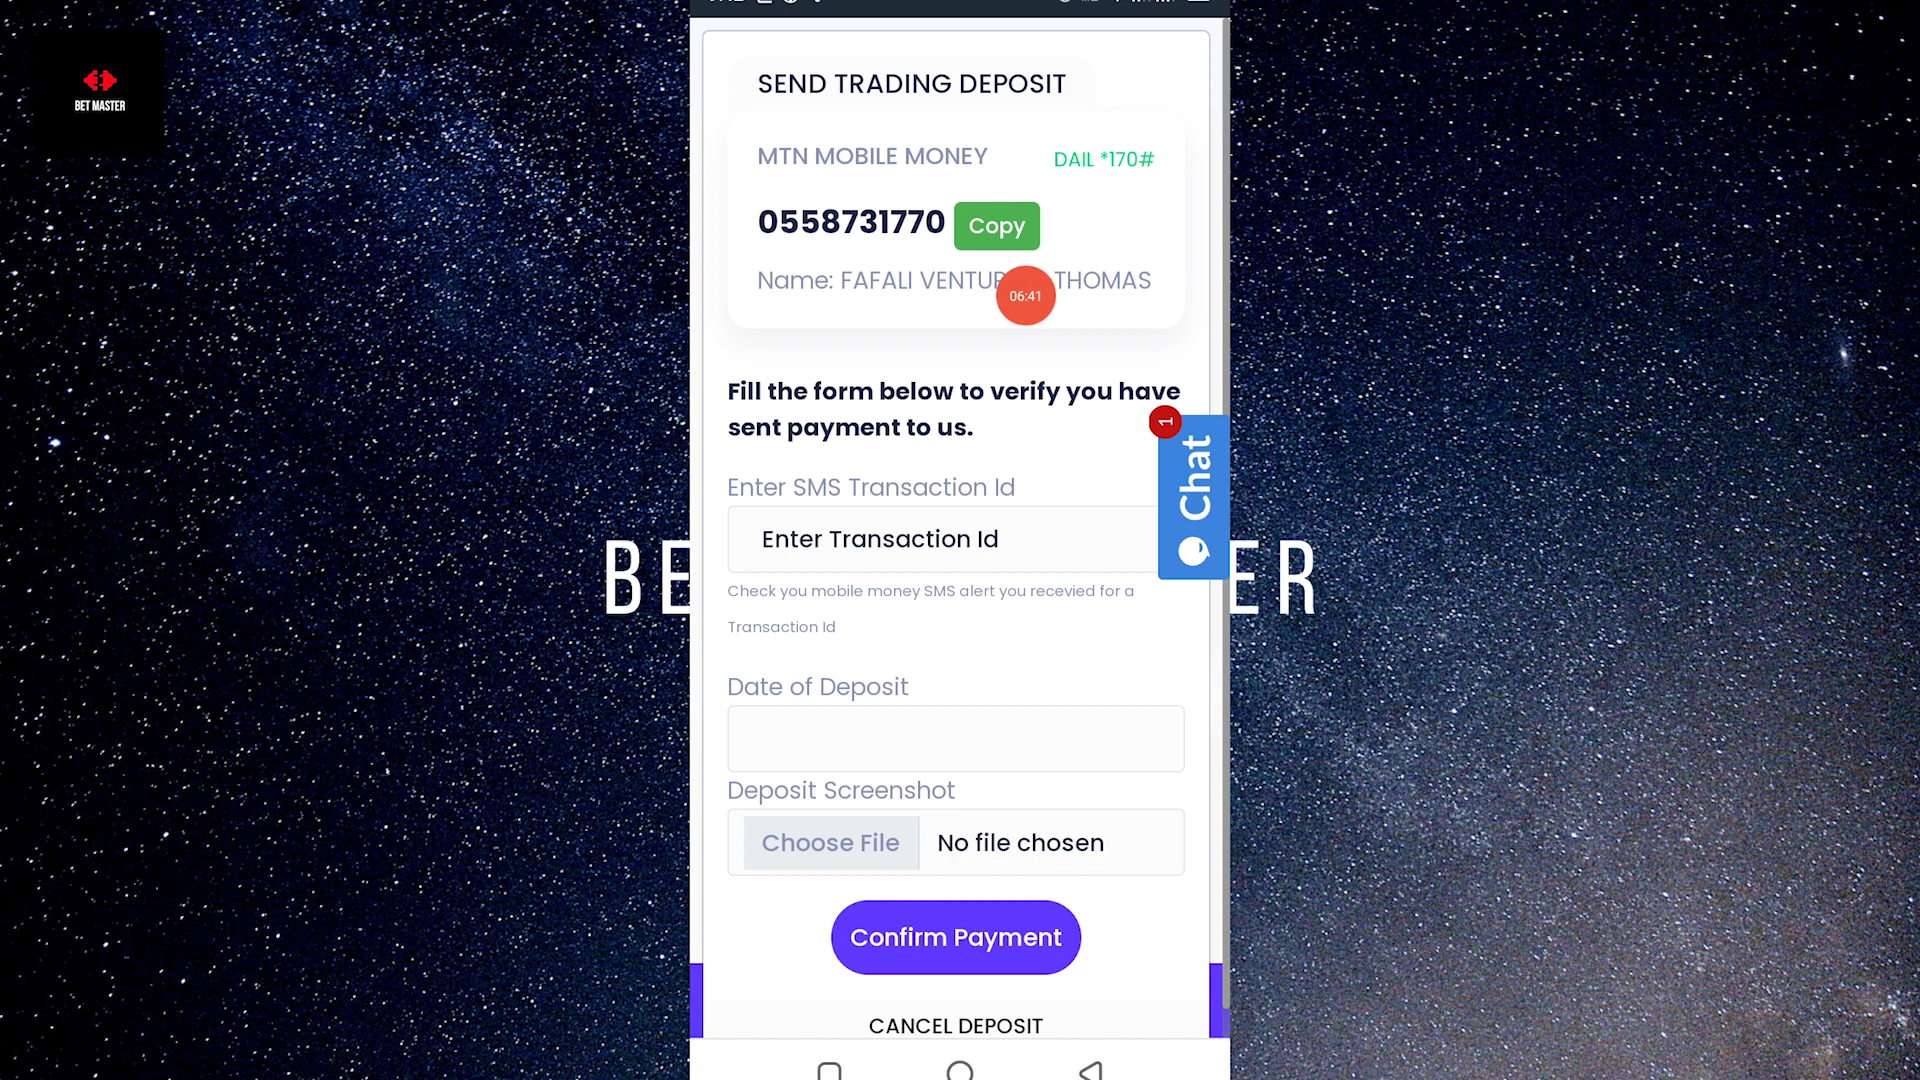 BET MASTER
SEND TRADING DEPOSIT
MTN MOBILE MONEY
DAIL *170#
0558731770
Copy
Name: FAFALI THOMAS
06:41
Fill the form below to verify you have
sent payment to us.
1
Chat
Enter SMS Transaction Id
Enter Transaction Id
BE ER
Check you mobile money SMS alert you recevied for a
Transaction Id
Date of Deposit
Deposit Screenshot
Choose File No file chosen
Confirm Payment
CANCEL DEPOSIT